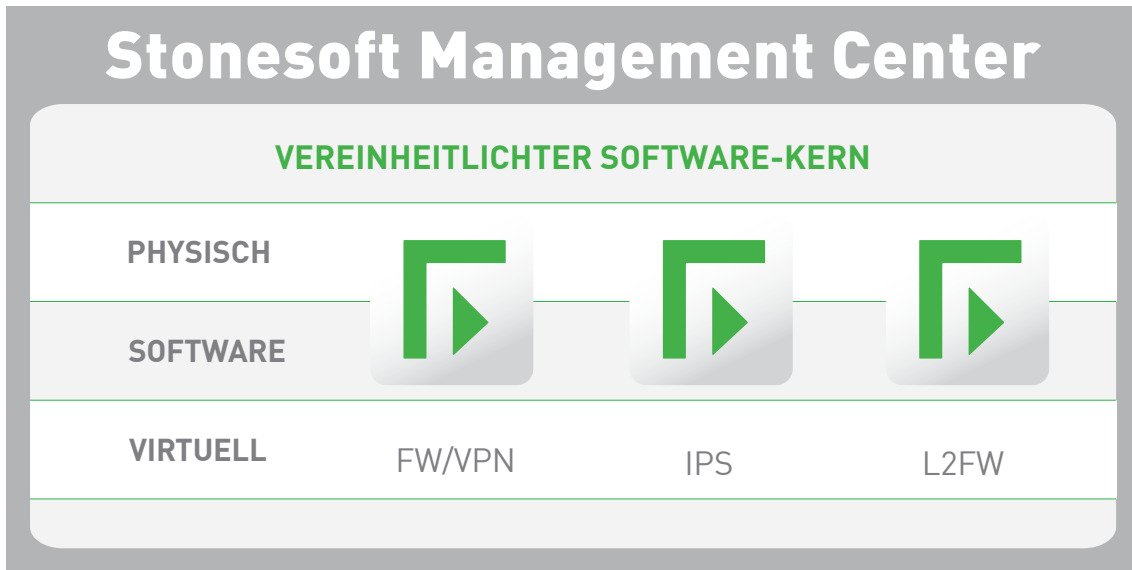 Stonesoft Management Center
VEREINHEITLICHTER SOFTWARE-KERN
PHYSISCH
SOFTWARE
VIRTUELL
FW/VPN
IPS
L2FW